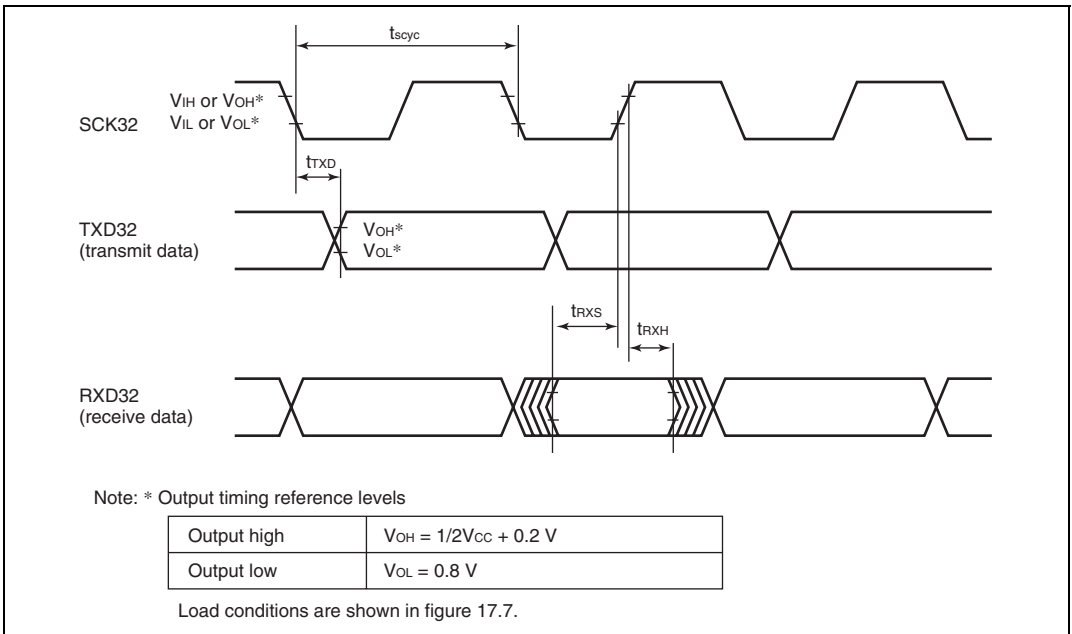 tscyc
VIH or VOH*
VIL or VOL*
SCK32
tTXD
TXD32
(transmit data)
VOH*
VOL*
tRXS
tRXH
RXD32
(receive data)
Note: * Output timing reference levels
Output high VOH = 1/2VCC + 0.2 V
Output low VOL = 0.8 V
Load conditions are shown in figure 17.7.